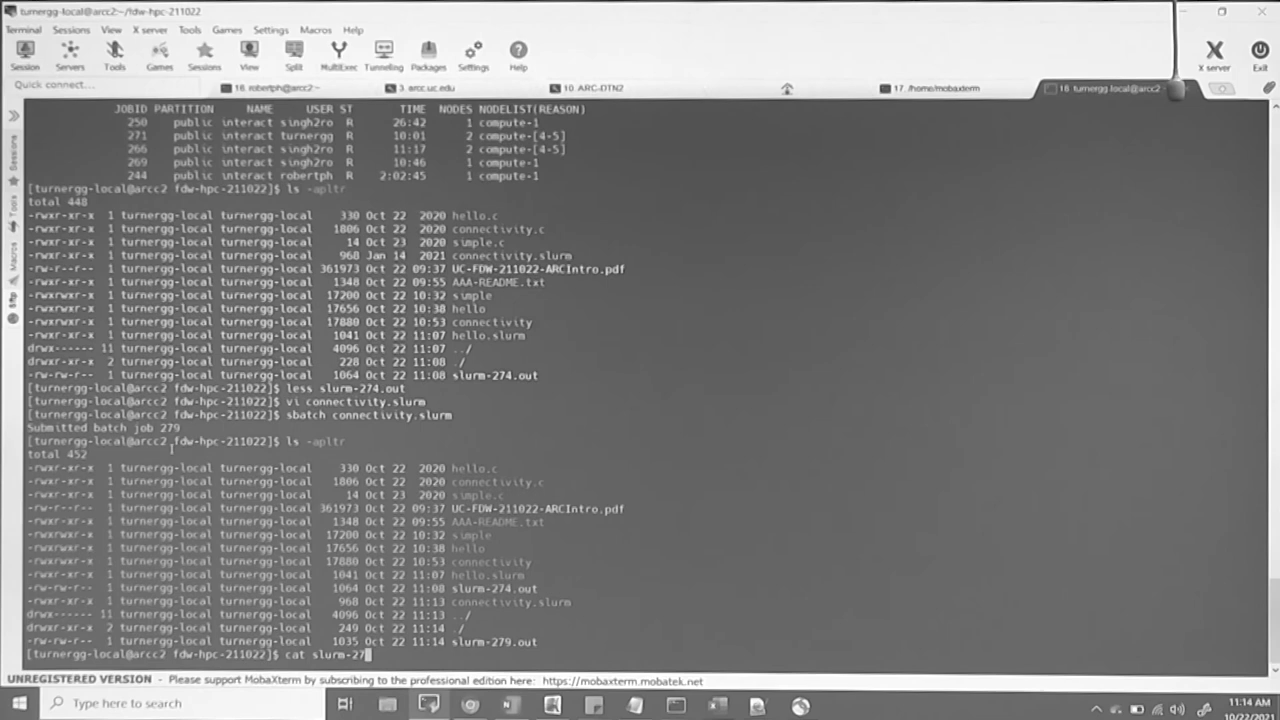 turnergg-local@arcc2:~/fdw-hpc-211022
Terminal Sessions View X server Tools Games Settings Macros Help
Session Servers Tools Games Sessions View Split MultiExec Tunneling Packages Settings Help X server Exit
Quick connect... 16. robertph@arcc2:~ 3. arcc.uc.edu 10. ARC-DTN2 17. /home/mobaxterm 18. turnergg-local@arcc2:~
Sessions
Tools
Macros
Sftp
JOBID PARTITION NAME USER ST TIME NODES NODELIST(REASON)
250 public interact singh2ro R 26:42 1 compute-1
271 public interact turnergg R 10:01 2 compute-[4-5]
266 public interact singh2ro R 11:17 2 compute-[4-5]
269 public interact singh2ro R 10:46 1 compute-1
244 public interact robertph R 2:02:45 1 compute-1
[turnergg-local@arcc2 fdw-hpc-211022]$ ls -apltr
total 448
-rwxr-xr-x 1 turnergg-local turnergg-local 330 Oct 22 2020 hello.c
-rwxr-xr-x 1 turnergg-local turnergg-local 1806 Oct 22 2020 connectivity.c
-rwxr-xr-x 1 turnergg-local turnergg-local 14 Oct 23 2020 simple.c
-rwxr-xr-x 1 turnergg-local turnergg-local 968 Jan 14 2021 connectivity.slurm
-rw-r--r-- 1 turnergg-local turnergg-local 361973 Oct 22 09:37 UC-FDW-211022-ARCIntro.pdf
-rwxr-xr-x 1 turnergg-local turnergg-local 1348 Oct 22 09:55 AAA-README.txt
-rwxrwxr-x 1 turnergg-local turnergg-local 17200 Oct 22 10:32 simple
-rwxrwxr-x 1 turnergg-local turnergg-local 17656 Oct 22 10:38 hello
-rwxrwxr-x 1 turnergg-local turnergg-local 17880 Oct 22 10:53 connectivity
-rwxr-xr-x 1 turnergg-local turnergg-local 1041 Oct 22 11:07 hello.slurm
drwx------ 11 turnergg-local turnergg-local 4096 Oct 22 11:07 ../
drwxr-xr-x 2 turnergg-local turnergg-local 228 Oct 22 11:08 ./
-rw-rw-r-- 1 turnergg-local turnergg-local 1064 Oct 22 11:08 slurm-274.out
[turnergg-local@arcc2 fdw-hpc-211022]$ less slurm-274.out
[turnergg-local@arcc2 fdw-hpc-211022]$ vi connectivity.slurm
[turnergg-local@arcc2 fdw-hpc-211022]$ sbatch connectivity.slurm
Submitted batch job 279
[turnergg-local@arcc2 fdw-hpc-211022]$ ls -apltr
total 452
-rwxr-xr-x 1 turnergg-local turnergg-local 330 Oct 22 2020 hello.c
-rwxr-xr-x 1 turnergg-local turnergg-local 1806 Oct 22 2020 connectivity.c
-rwxr-xr-x 1 turnergg-local turnergg-local 14 Oct 23 2020 simple.c
-rw-r--r-- 1 turnergg-local turnergg-local 361973 Oct 22 09:37 UC-FDW-211022-ARCIntro.pdf
-rwxr-xr-x 1 turnergg-local turnergg-local 1348 Oct 22 09:55 AAA-README.txt
-rwxrwxr-x 1 turnergg-local turnergg-local 17200 Oct 22 10:32 simple
-rwxrwxr-x 1 turnergg-local turnergg-local 17656 Oct 22 10:38 hello
-rwxrwxr-x 1 turnergg-local turnergg-local 17880 Oct 22 10:53 connectivity
-rwxr-xr-x 1 turnergg-local turnergg-local 1041 Oct 22 11:07 hello.slurm
-rw-rw-r-- 1 turnergg-local turnergg-local 1064 Oct 22 11:08 slurm-274.out
-rwxr-xr-x 1 turnergg-local turnergg-local 968 Oct 22 11:13 connectivity.slurm
drwx------ 11 turnergg-local turnergg-local 4096 Oct 22 11:13 ../
drwxr-xr-x 2 turnergg-local turnergg-local 249 Oct 22 11:14 ./
-rw-rw-r-- 1 turnergg-local turnergg-local 1035 Oct 22 11:14 slurm-279.out
[turnergg-local@arcc2 fdw-hpc-211022]$ cat slurm-27
UNREGISTERED VERSION - Please support MobaXterm by subscribing to the professional edition here: https://mobaxterm.mobatek.net
Type here to search
11:14 AM